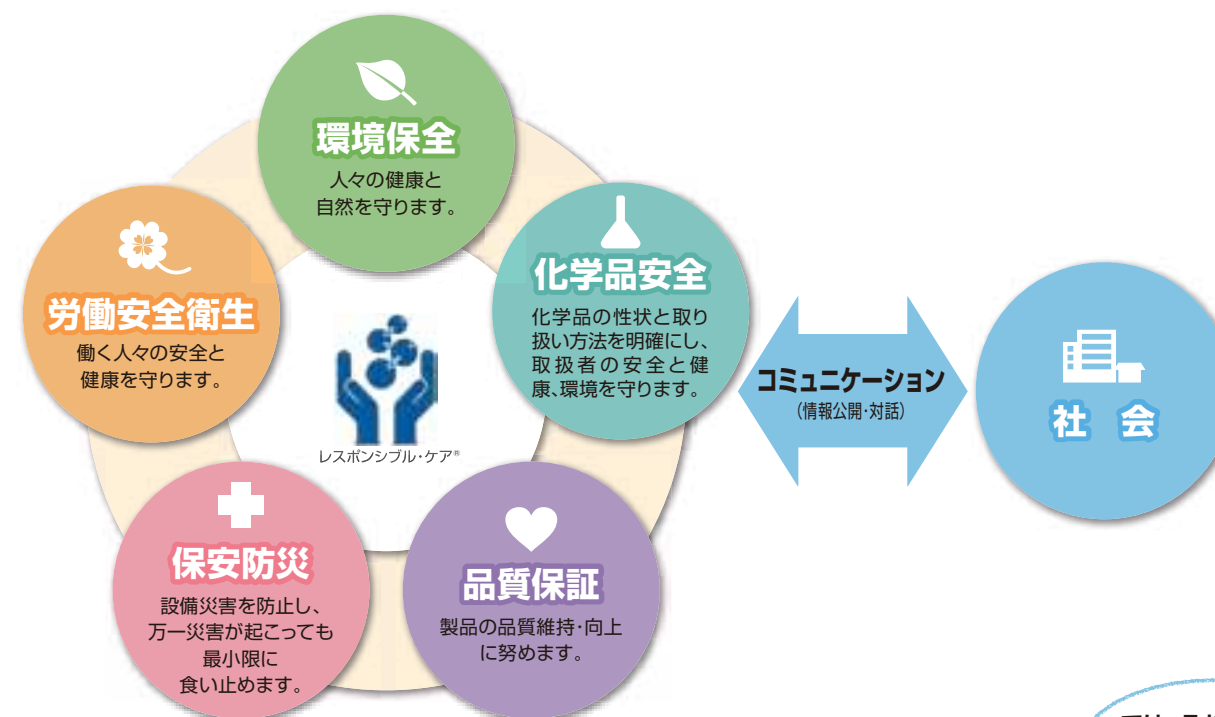 環境保全
人々の健康と
自然を守ります。
化学品安全
化学品の性状と取り
扱い方法を明確にし、
取扱者の安全と健
康、環境を守ります。
労働安全衛生
働く人々の安全と
健康を守ります。
レスポンシブル・ケア®
保安防災
設備災害を防止し、
万一災害が起こっても
最小限に
食い止めます。
品質保証
製品の品質維持・向上
に努めます。
コミュニケーション
（情報公開・対話）
社 会